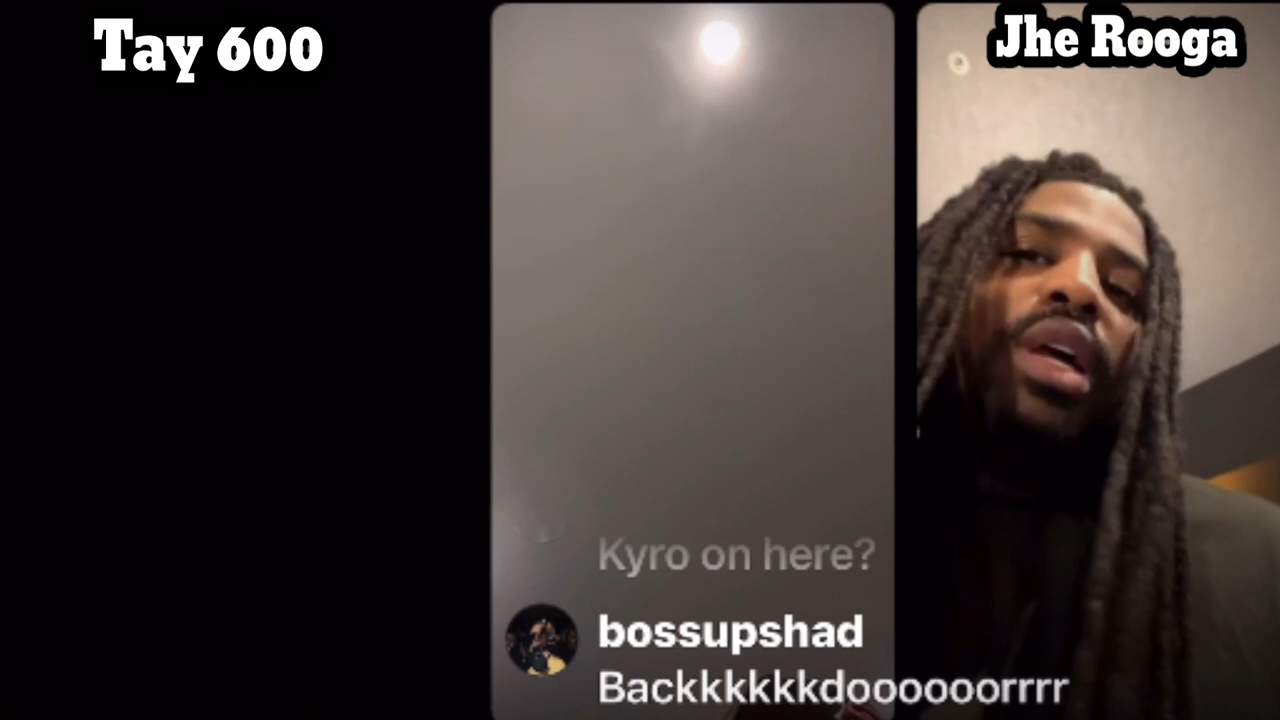 Tay 600
Jhe Rooga
Kyro on here?
bossupshad
Backkkkkkdoooooorrrr